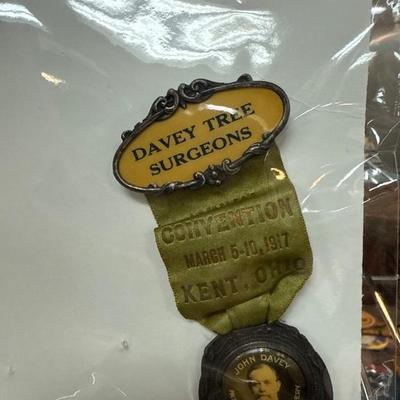 DAVEY TREE
SURGEONS
CONVENTION
MARCH 5-10, 1917
KENT, OHIO
JOHN DAVEY